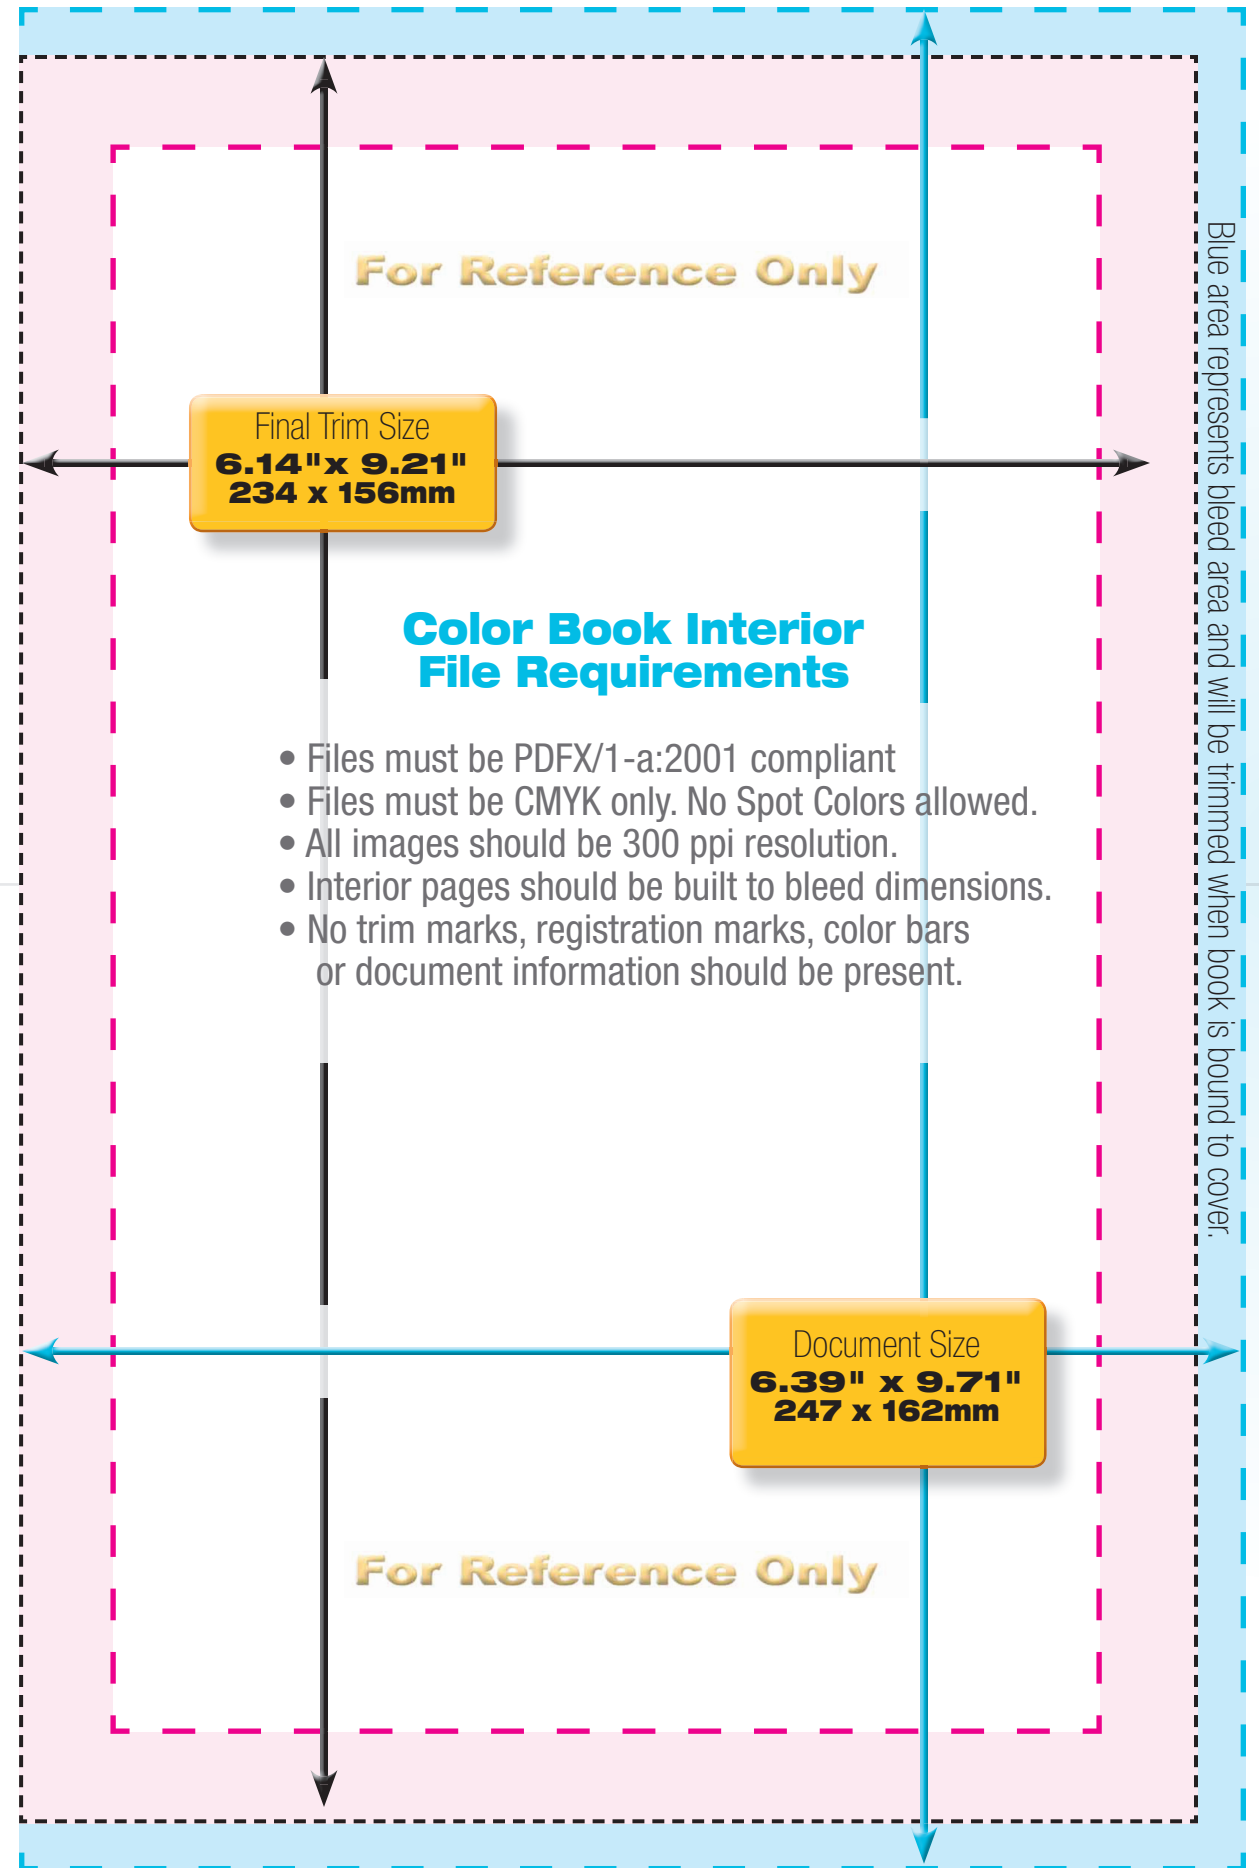 For Reference Only
Final Trim Size
6.14"x 9.21"
234 x 156mm
Color Book Interior
File Requirements
• Files must be PDFX/1-a:2001 compliant
• Files must be CMYK only. No Spot Colors allowed.
• All images should be 300 ppi resolution.
• Interior pages should be built to bleed dimensions.
• No trim marks, registration marks, color bars
or document information should be present.
Blue area represents bleed area and will be trimmed when book is bound to cover.
Document Size
6.39" x 9.71"
247 x 162mm
For Reference Only